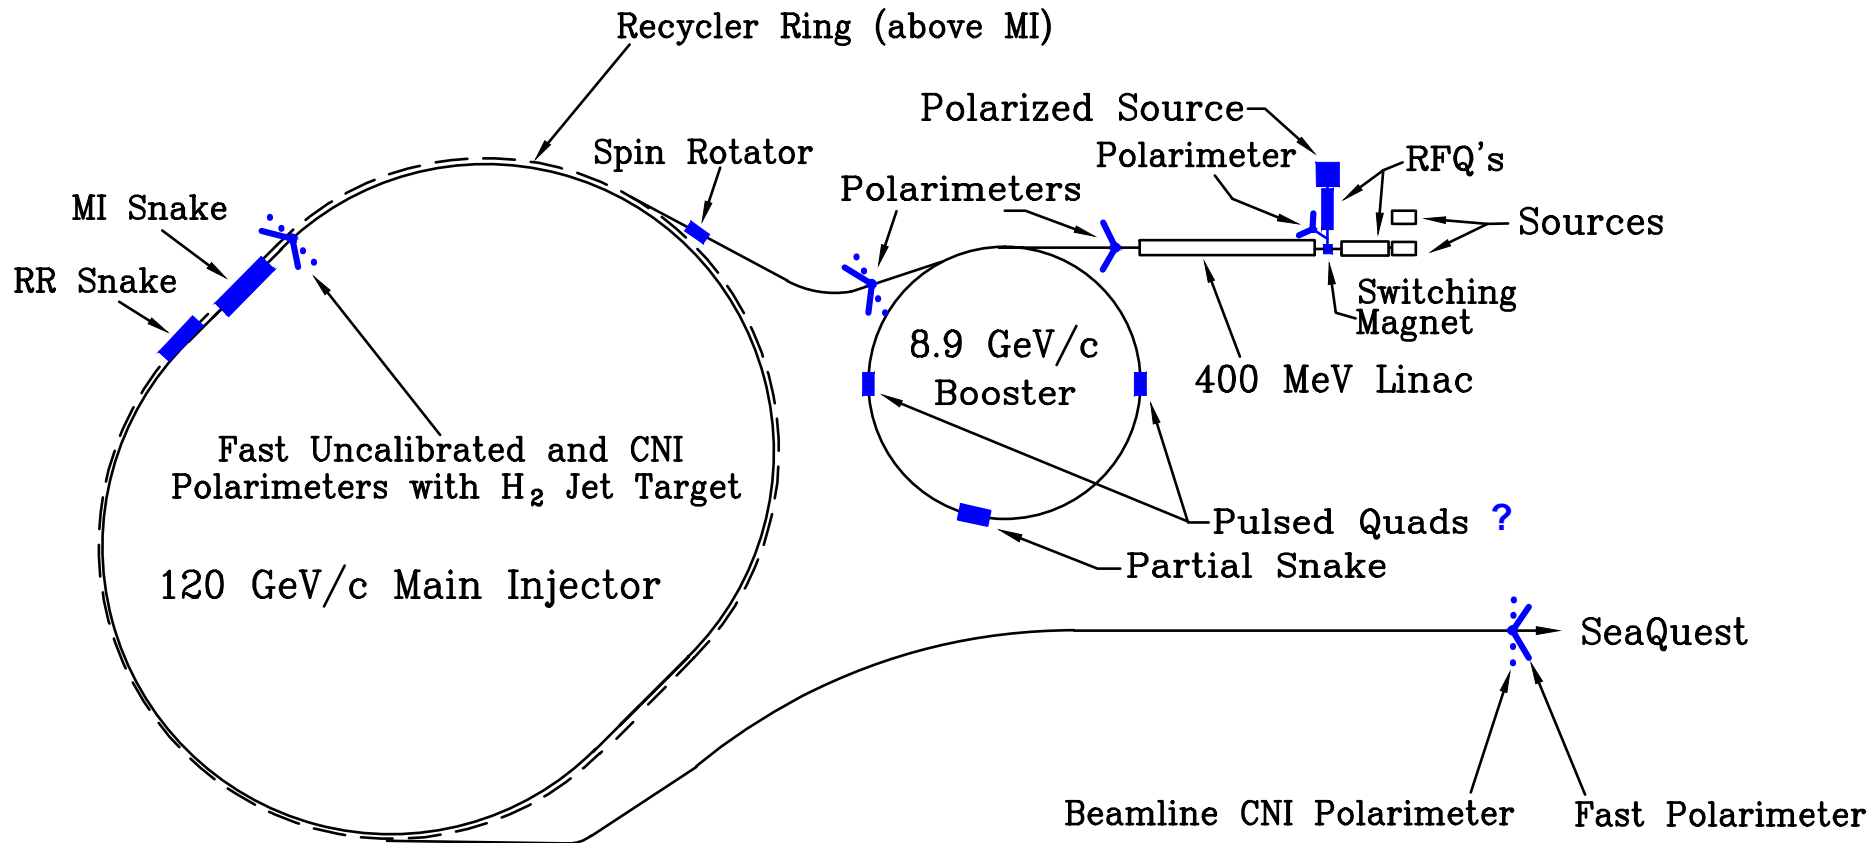 Recycler Ring (above MI)
Polarized Source
Spin Rotator
Polarimeter
RFQ's
Polarimeters
MI Snake
Sources
RR Snake
Switching
Magnet
8.9 GeV/c
Booster
400 MeV Linac
Fast Uncalibrated and CNI
Polarimeters with H₂ Jet Target
Pulsed Quads ?
Partial Snake
120 GeV/c Main Injector
SeaQuest
Beamline CNI Polarimeter
Fast Polarimeter